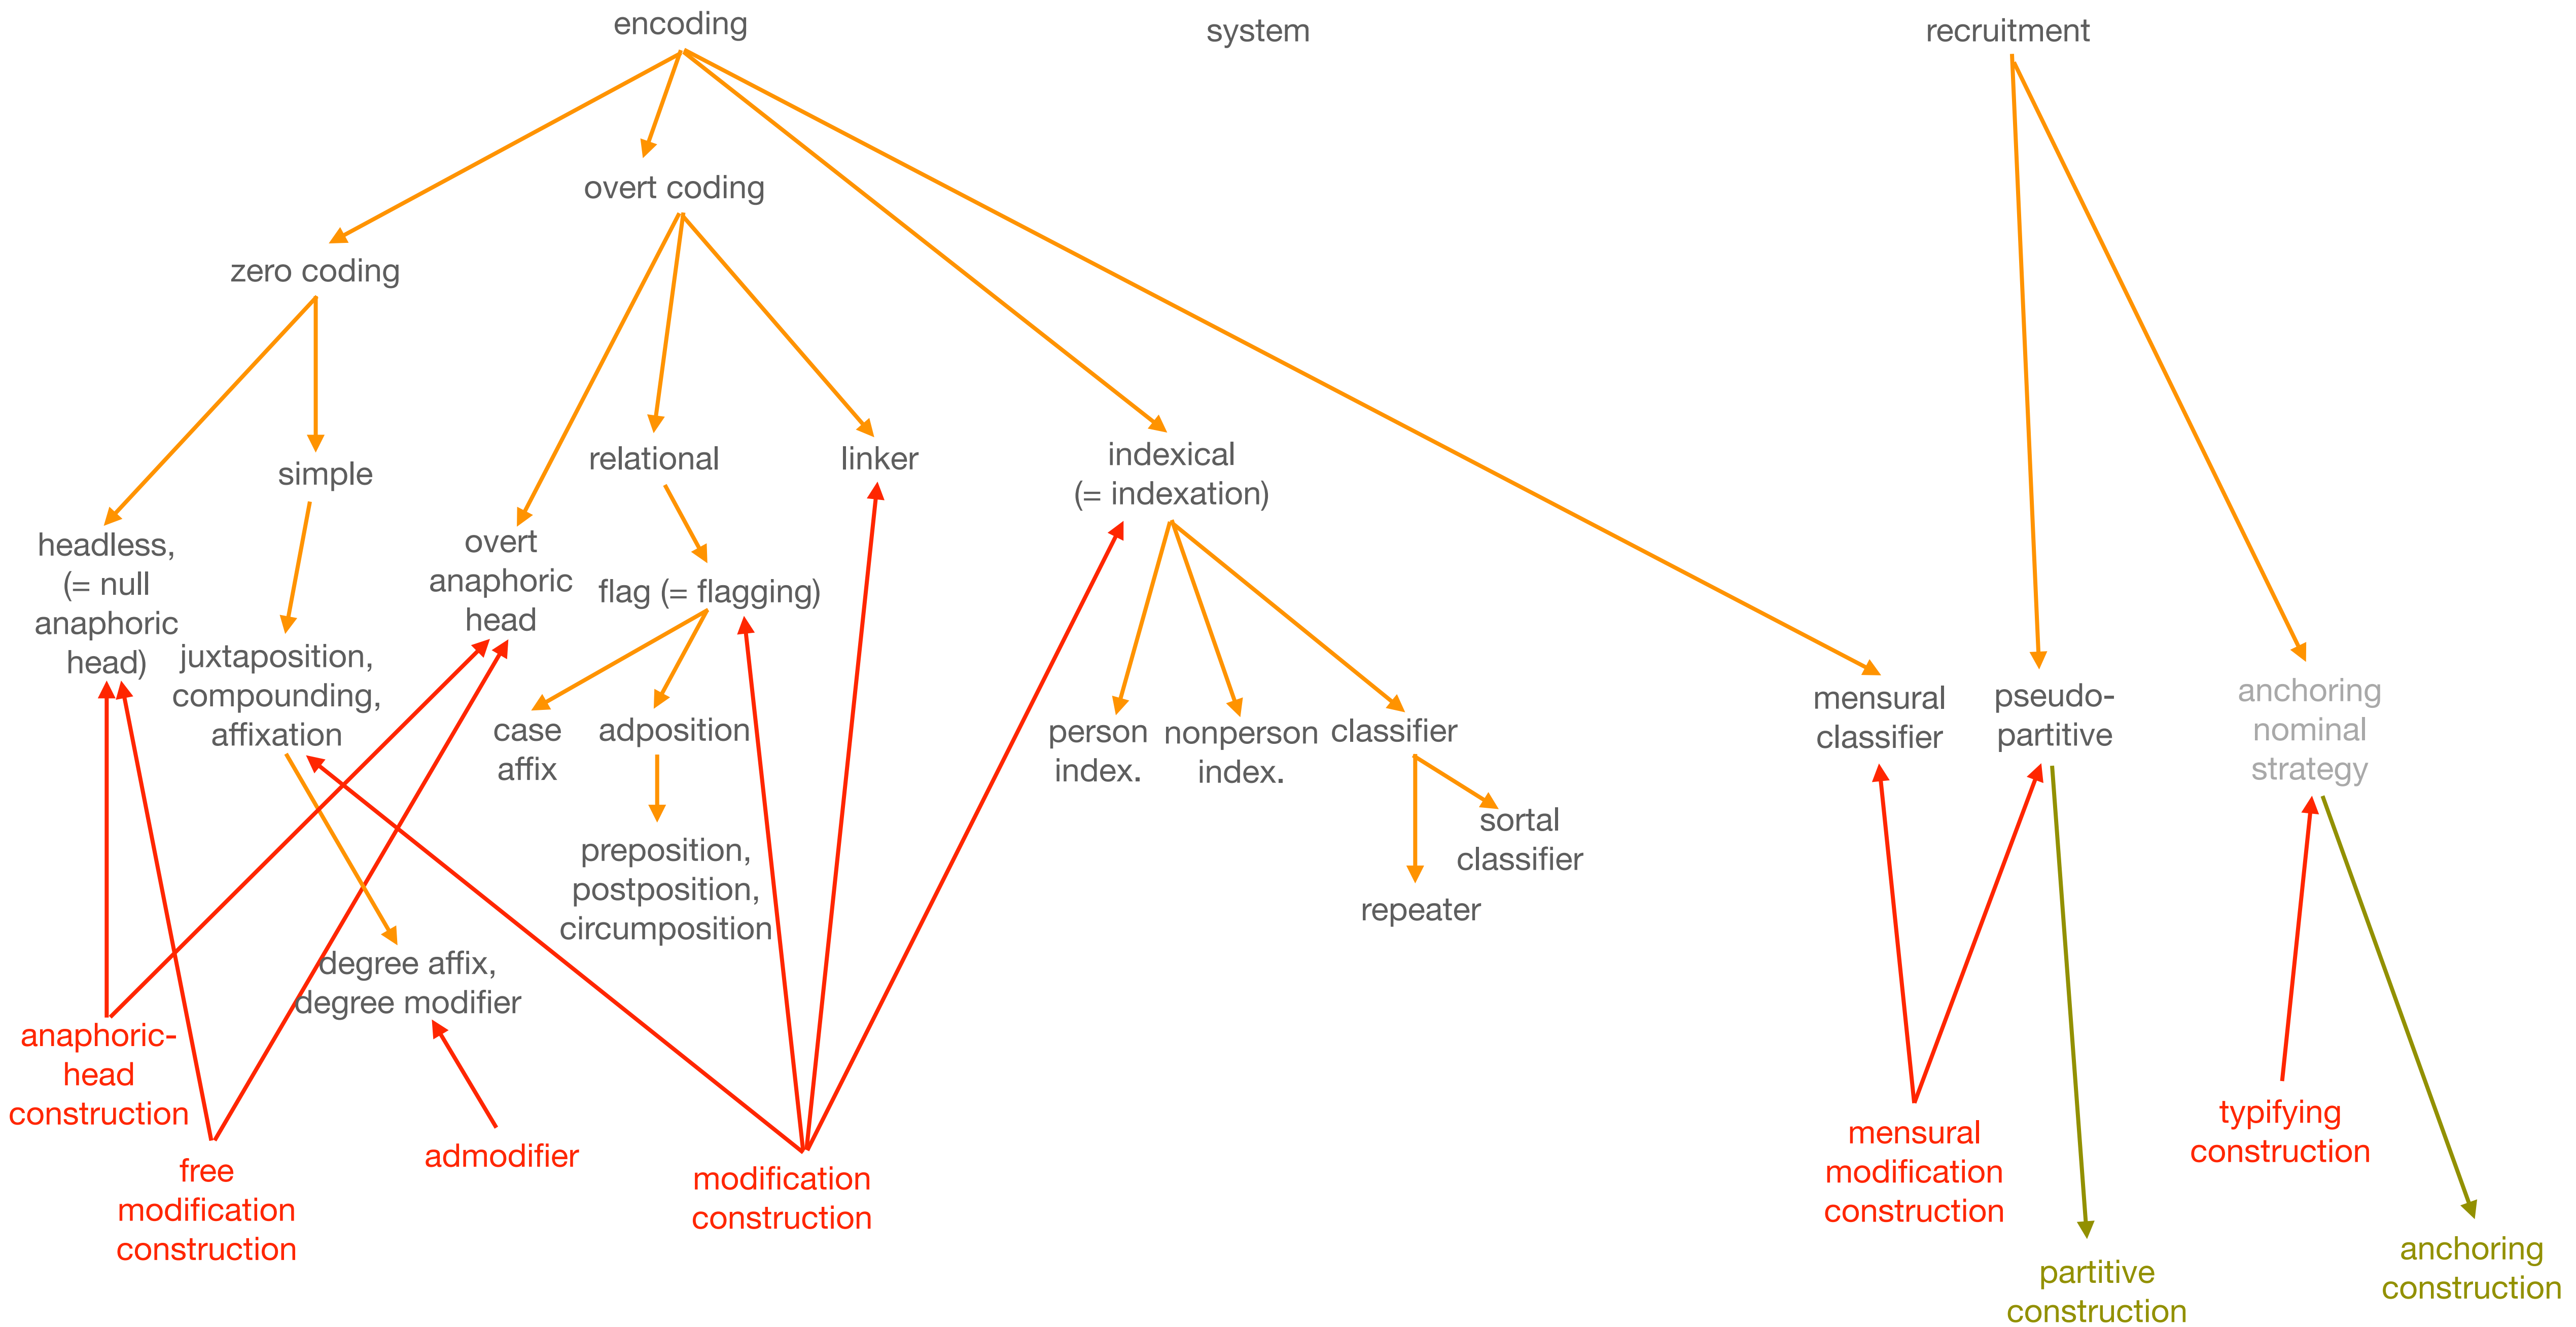 encoding
system
recruitment
overt coding
zero coding
relational
linker
indexical
(= indexation)
simple
headless,
(= null
anaphoric
head)
overt
anaphoric
head
flag (= flagging)
juxtaposition,
compounding,
affixation
case
affix
adposition
person
index.
nonperson
index.
classifier
mensural
classifier
pseudo-
partitive
anchoring
nominal
strategy
sortal
classifier
preposition,
postposition,
circumposition
repeater
degree affix,
degree modifier
anaphoric-
head
construction
free
modification
construction
admodifier
modification
construction
mensural
modification
construction
typifying
construction
partitive
construction
anchoring
construction